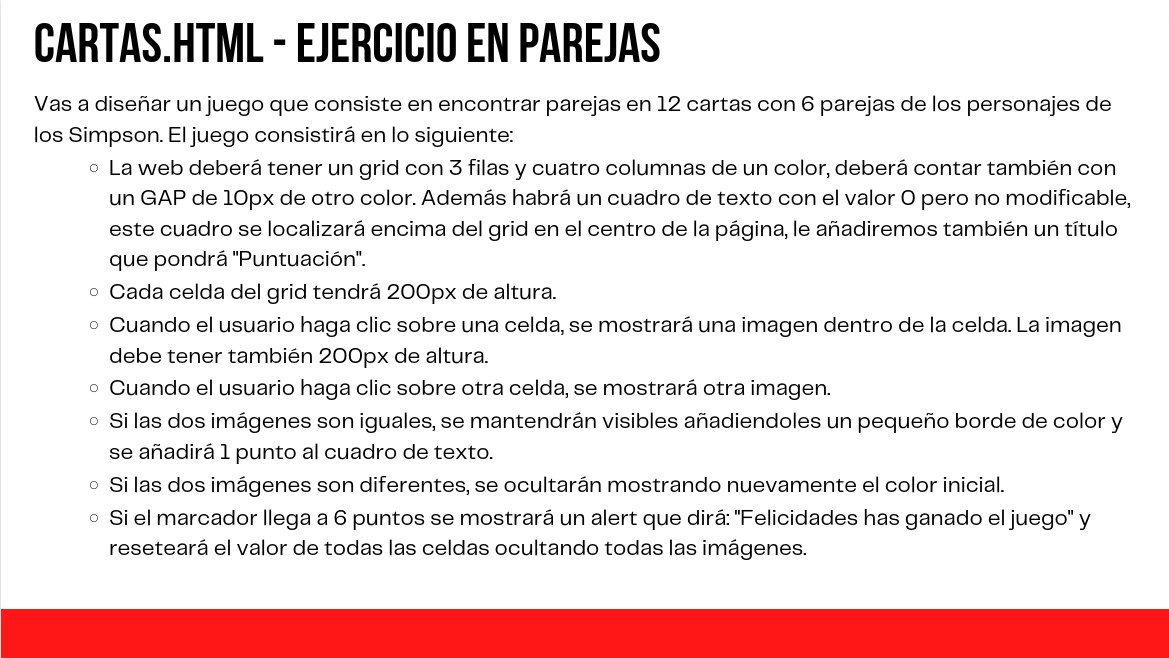 CARTAS.HTML - EJERCICIO EN PAREJAS
Vas a diseñar un juego que consiste en encontrar parejas en 12 cartas con 6 parejas de los personajes de
los Simpson. El juego consistirá en lo siguiente:
○ La web deberá tener un grid con 3 filas y cuatro columnas de un color, deberá contar también con
un GAP de 10px de otro color. Además habrá un cuadro de texto con el valor 0 pero no modificable,
este cuadro se localizará encima del grid en el centro de la página, le añadiremos también un título
que pondrá "Puntuación".
○ Cada celda del grid tendrá 200px de altura.
○ Cuando el usuario haga clic sobre una celda, se mostrará una imagen dentro de la celda. La imagen
debe tener también 200px de altura.
○ Cuando el usuario haga clic sobre otra celda, se mostrará otra imagen.
○ Si las dos imágenes son iguales, se mantendrán visibles añadiendoles un pequeño borde de color y
se añadirá 1 punto al cuadro de texto.
○ Si las dos imágenes son diferentes, se ocultarán mostrando nuevamente el color inicial.
○ Si el marcador llega a 6 puntos se mostrará un alert que dirá: "Felicidades has ganado el juego" y
reseteará el valor de todas las celdas ocultando todas las imágenes.